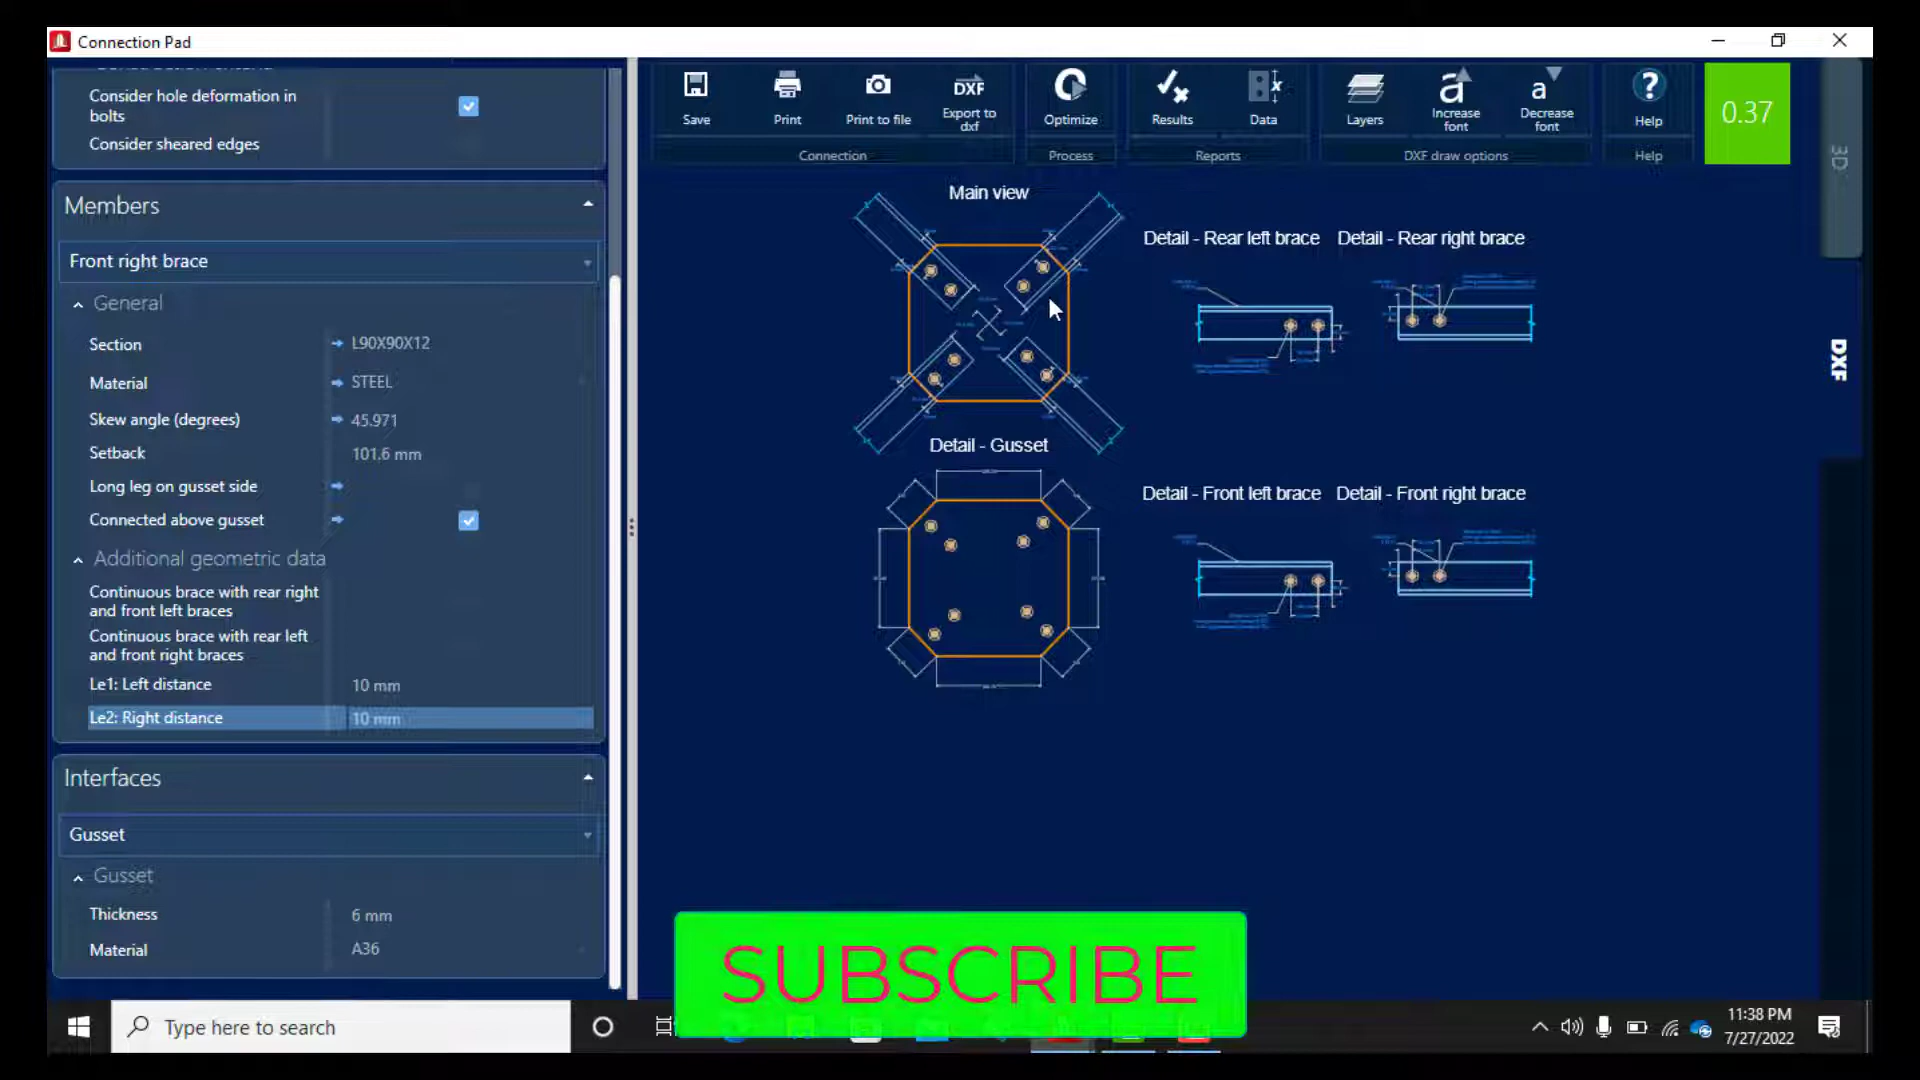 Connection Pad
Consider hole deformation in
bolts
Consider sheared edges
Members
Front right brace
General
Section L90X90X12
Material STEEL
Skew angle (degrees) 45.971
Setback 101.6 mm
Long leg on gusset side
Connected above gusset
Additional geometric data
Continuous brace with rear right
and front left braces
Continuous brace with rear left
and front right braces
Le1: Left distance 10 mm
Le2: Right distance 10 mm
Interfaces
Gusset
Gusset
Thickness 6 mm
Material A36
Save
Print
Print to file
DXF
Export to
dxf
Connection
Optimize
Process
Results
Data
Reports
Layers
a
Increase
font
a
Decrease
font
DXF draw options
?
Help
Help
0.37
3D
DXF
Main view
Detail - Rear left brace
Detail - Rear right brace
Detail - Gusset
Detail - Front left brace
Detail - Front right brace
SUBSCRIBE
Type here to search
11:38 PM
7/27/2022